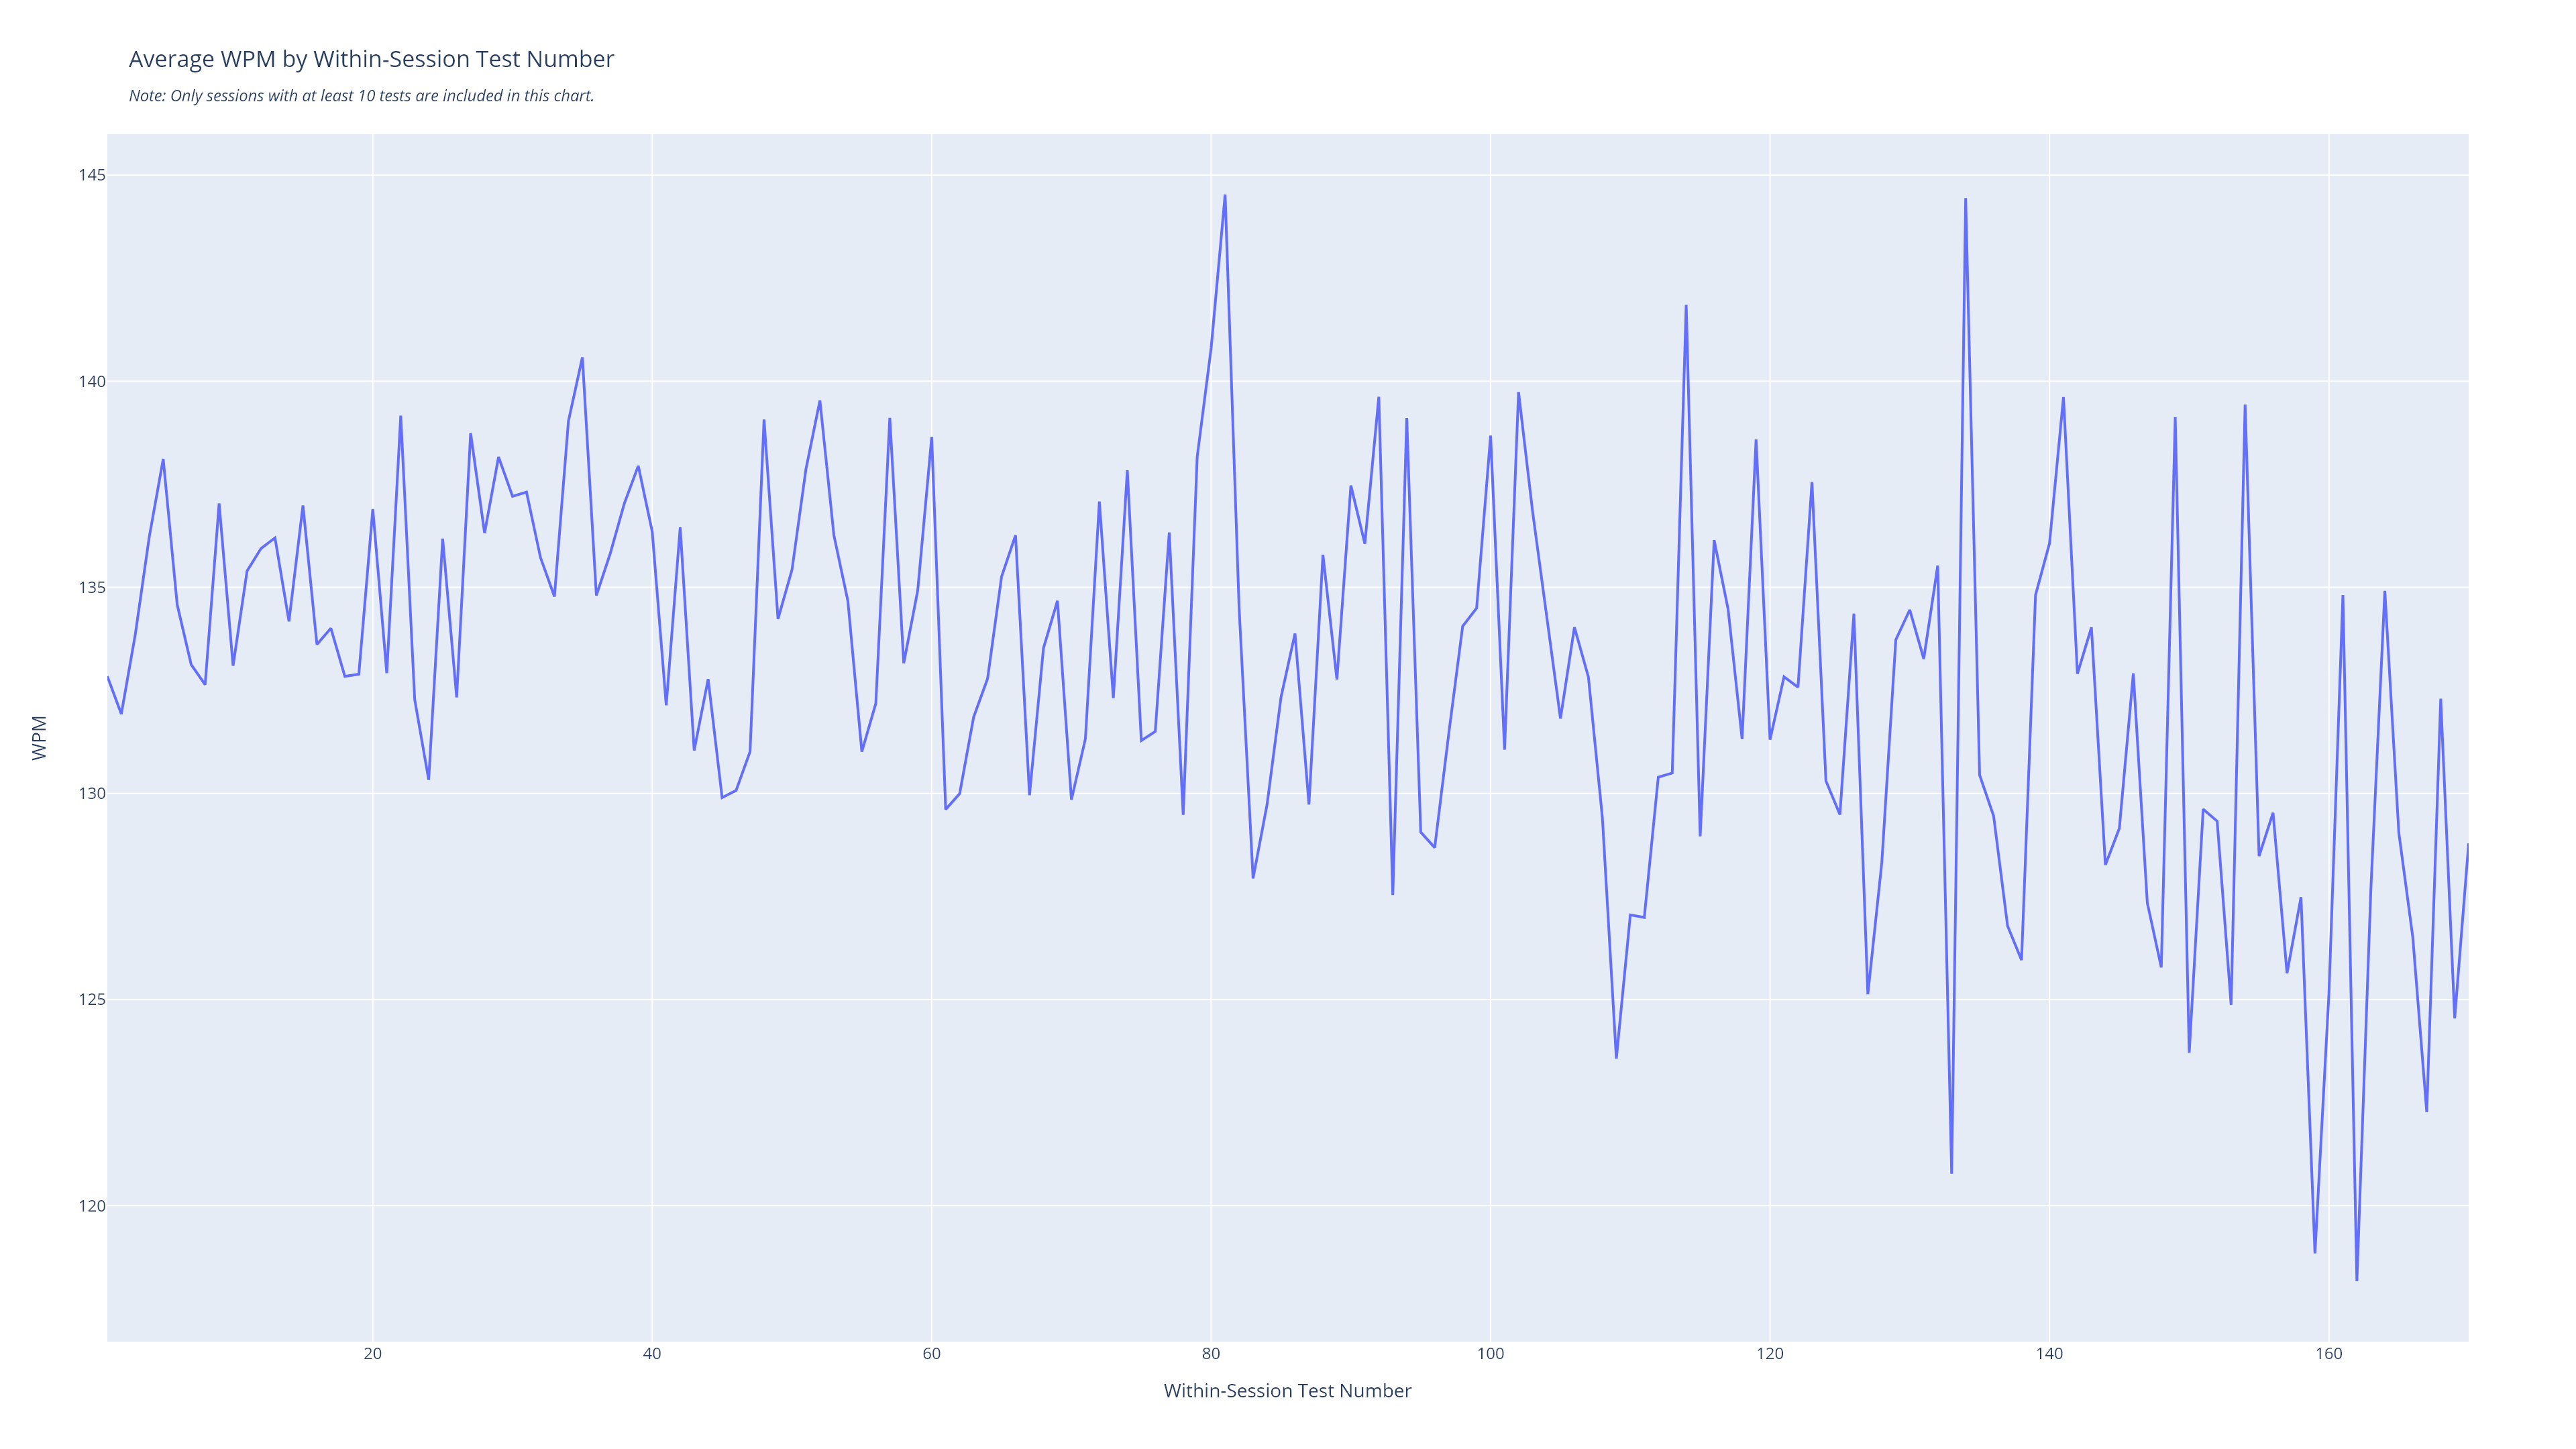 Average WPM by Within-Session Test Number
Note: Only sessions with at least 10 tests are included in this chart.
145
140
135
130
125
120
WPM
20 40 60 80 100 120 140 160
Within-Session Test Number